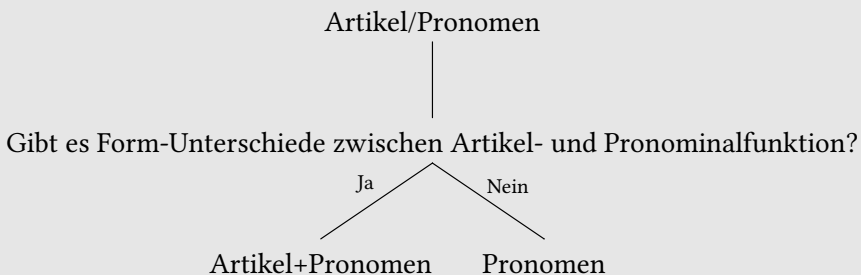 Artikel/Pronomen
Gibt es Form-Unterschiede zwischen Artikel- und Pronominalfunktion?
Ja Nein
Artikel+Pronomen Pronomen